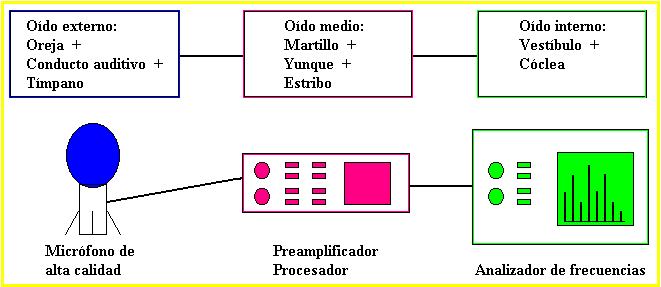 Oído externo:
Oreja +
Conducto auditivo +
Tímpano
Oído medio:
Martillo +
Yunque +
Estribo
Oído interno:
Vestíbulo +
Cóclea
Micrófono de
alta calidad
Preamplificador
Procesador
Analizador de frecuencias